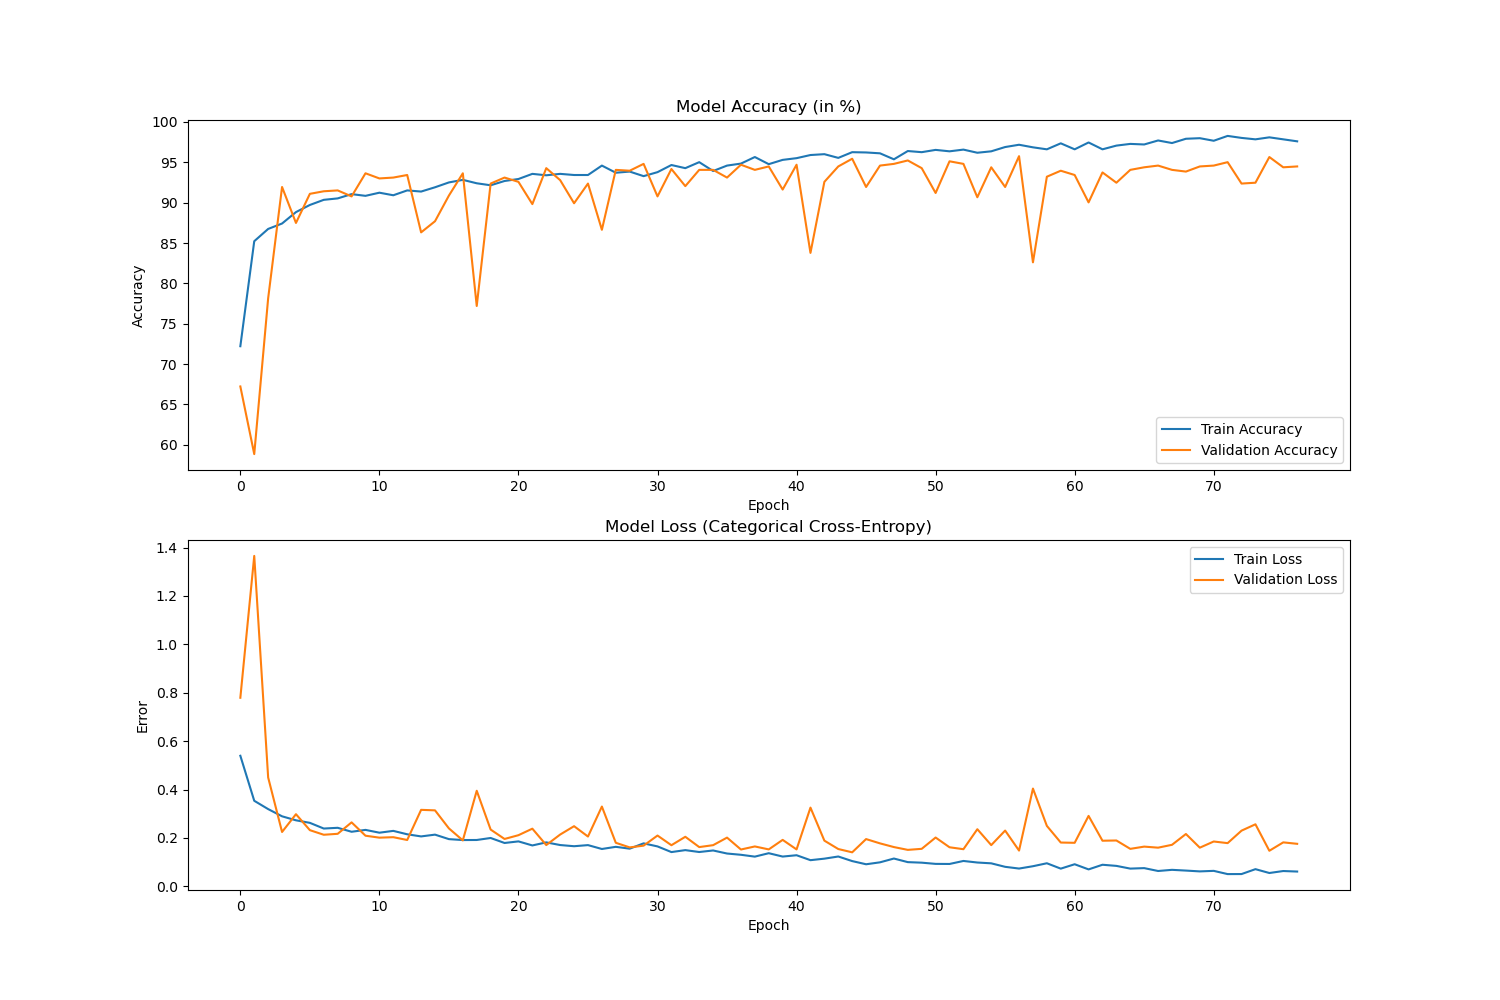 Model Accuracy (in %)
100
95
90
85
80
75
70
65
60
Accuracy
Train Accuracy
Validation Accuracy
0 10 20 30 40 50 60 70
Epoch
Model Loss (Categorical Cross-Entropy)
1.4
1.2
1.0
0.8
0.6
0.4
0.2
0.0
Error
Train Loss
Validation Loss
0 10 20 30 40 50 60 70
Epoch